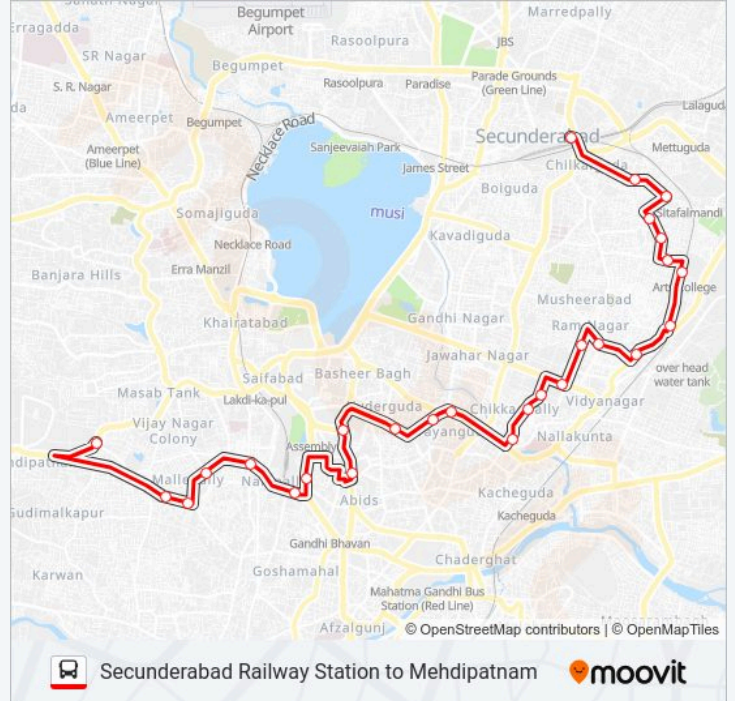 Sanath Nagar
Begumpet
Airport
Marredpally
Erragadda
Rasoolpura
JBS
SR Nagar
Begumpet
Parade Grounds
(Green Line)
S. R. Nagar
Rasoolpura
Paradise
Ameerpet
Begumpet
Necklace Road
Secunderabad
Ameerpet
(Blue Line)
Sanjeevaiah Park
Mettuguda
James Street
Boiguda
Somajiguda
musi
Sitafalmandi
Kavadiguda
Necklace Road
Banjara Hills
Erra Manzil
Musheerabad
Khairatabad
Gandhi Nagar
Ram Nagar
Jawahar Nagar
Saifabad
Basheer Bagh
over head
water tank
Masab Tank
Lakdi-ka-pul
Vidyanagar
Vijay Nagar
Colony
Nallakunta
Assembly
Kacheguda
Abids
Gudimalkapur
Kacheguda
Gandhi Bhavan
Chaderghat
Karwan
Goshamahal
Mahatma Gandhi Bus
Station (Red Line)
Afzalgunj
© OpenStreetMap contributors | © OpenMapTiles
Secunderabad Railway Station to Mehdipatnam
moovit